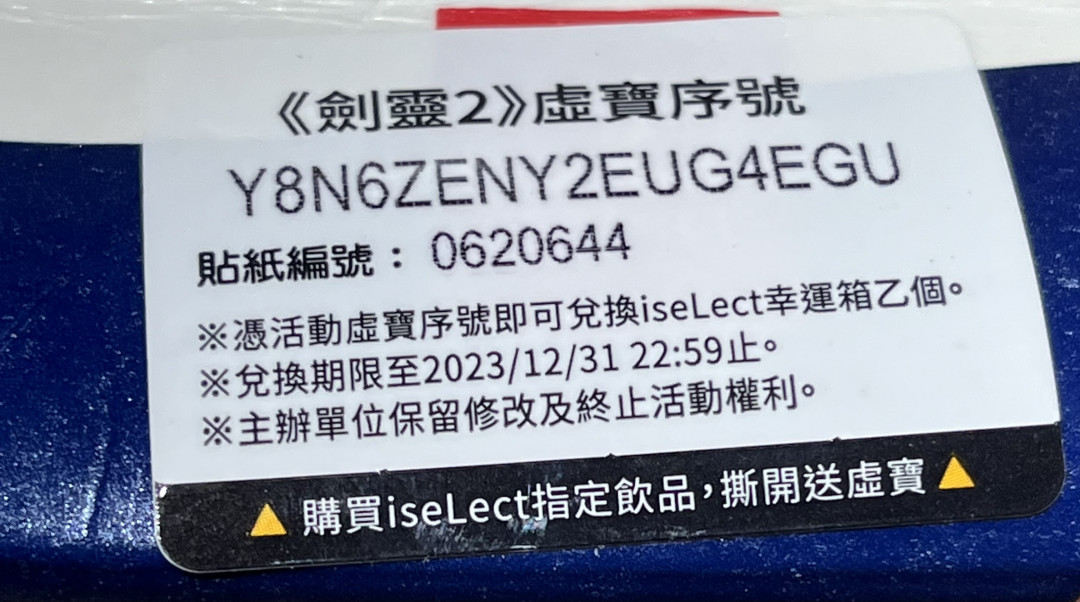 《劍靈2》虛寶序號
Y8N6ZENY2EUG4EGU
貼紙編號：0620644
※憑活動虛寶序號即可兌換iseLect幸運箱乙個。
※兌換期限至2023/12/31 22:59止。
※主辦單位保留修改及終止活動權利。
▲購買iseLect指定飲品，撕開送虛寶▲